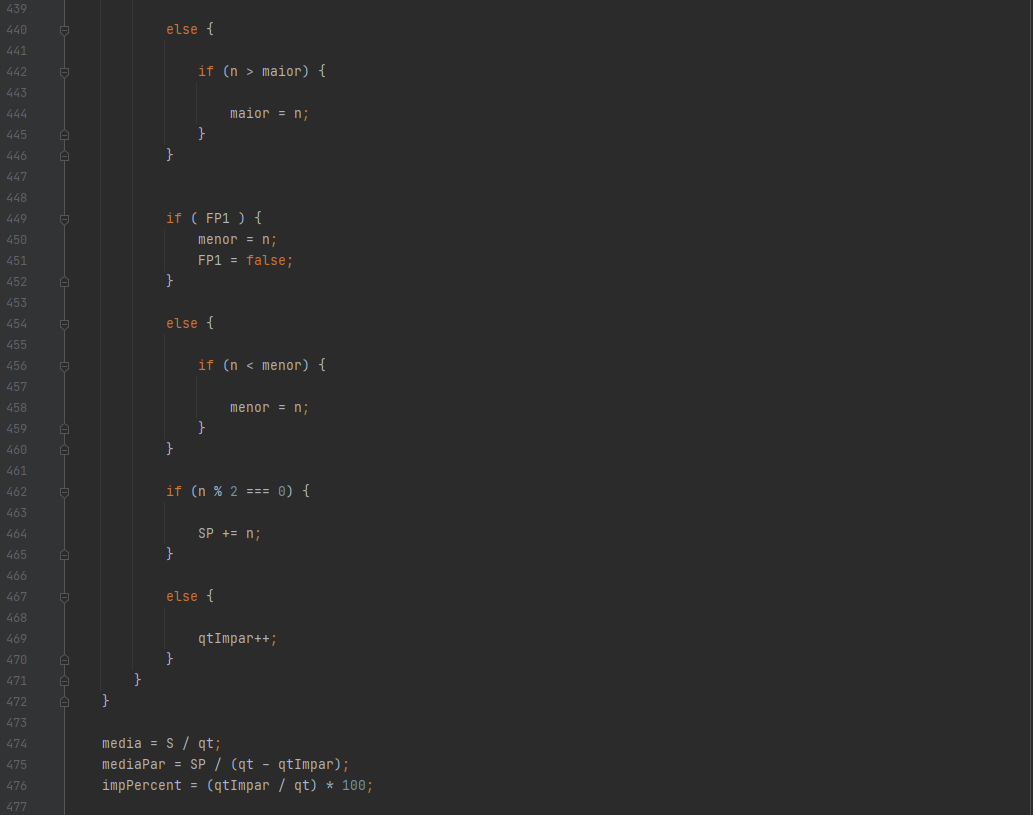 439
440 else {
441
442 if (n > maior) {
443
444 maior = n;
445 }
446 }
447
448
449 if ( FP1 ) {
450 menor = n;
451 FP1 = false;
452 }
453
454 else {
455
456 if (n < menor) {
457
458 menor = n;
459 }
460 }
461
462 if (n % 2 === 0) {
463
464 SP += n;
465 }
466
467 else {
468
469 qtImpar++;
470 }
471 }
472 }
473
474 media = S / qt;
475 mediaPar = SP / (qt - qtImpar);
476 impPercent = (qtImpar / qt) * 100;
477